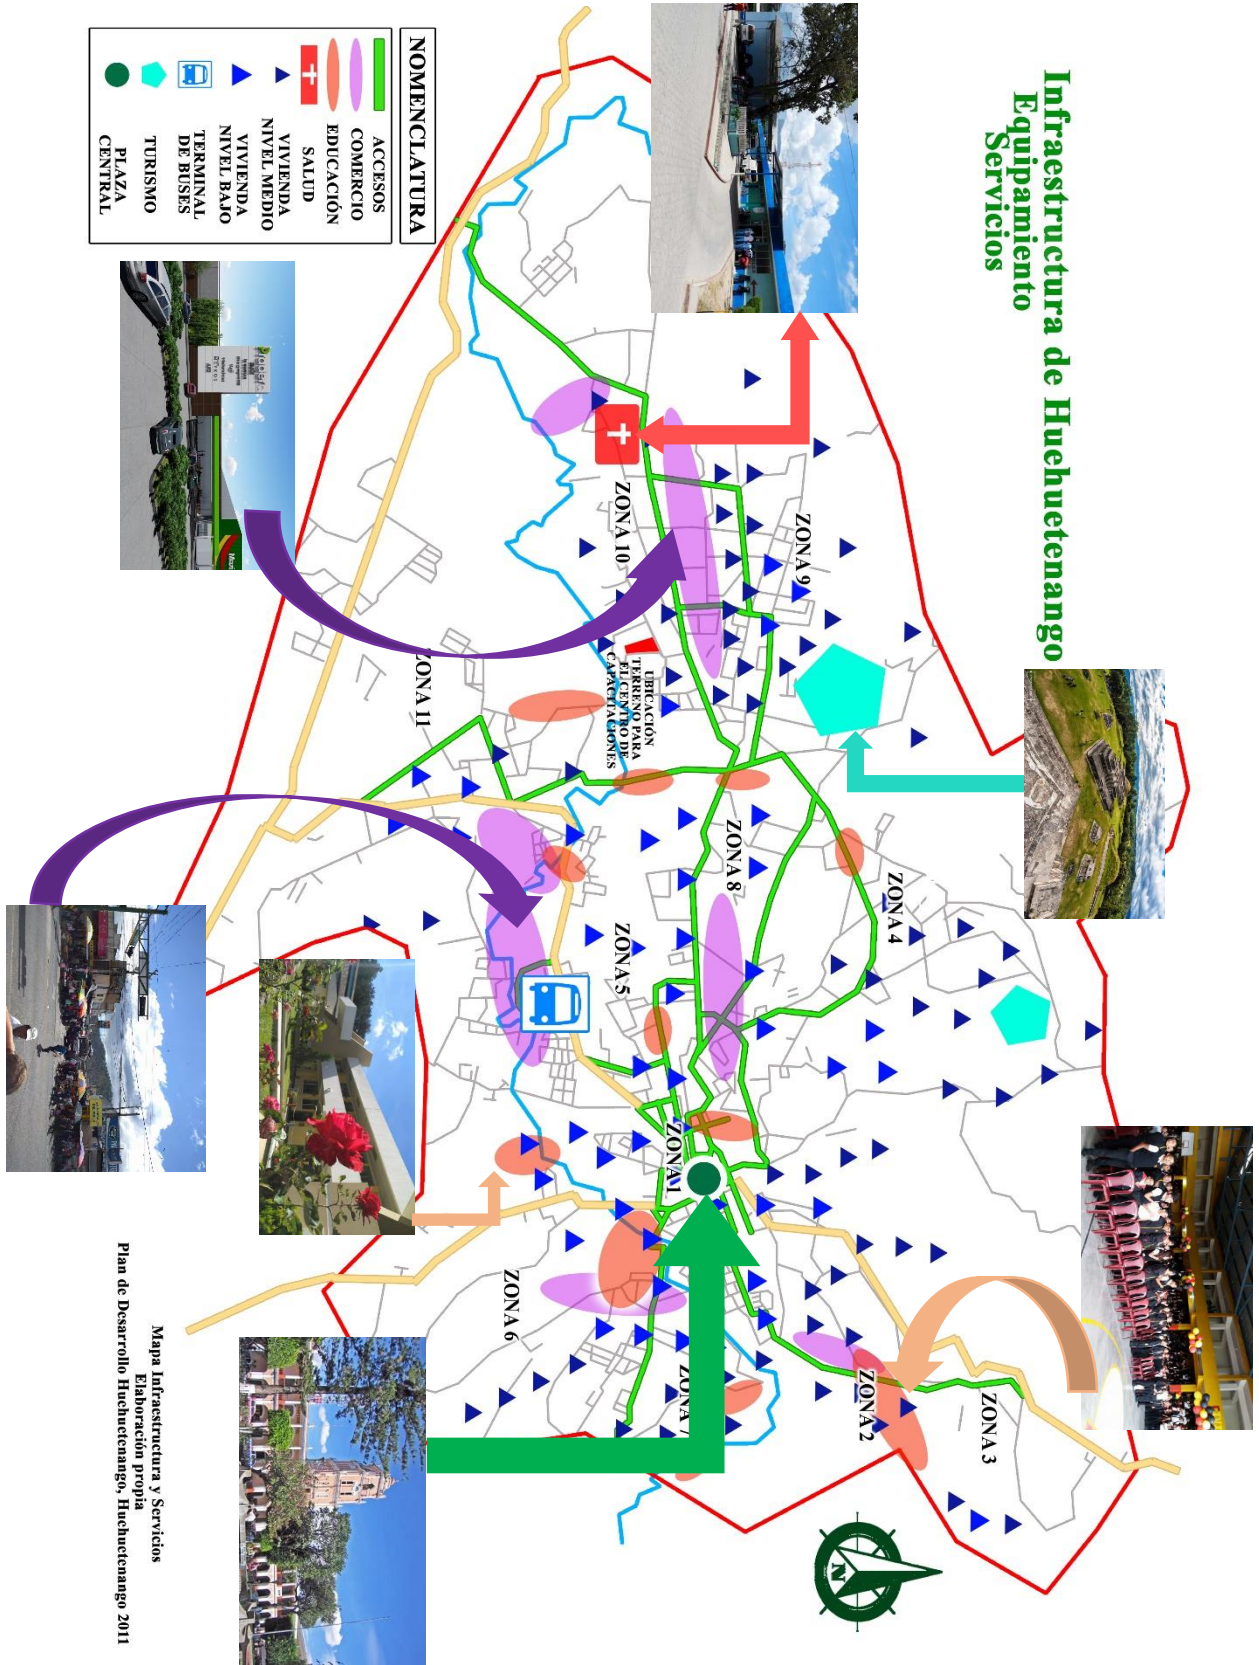 Infraestructura de Huehuetenango
Equipamiento
Servicios
NOMENCLATURA
ACCESOS
COMERCIO
EDUCACIÓN
SALUD
VIVIENDA
NIVEL MEDIO
VIVIENDA
NIVEL BAJO
TERMINAL
DE BUSES
TURISMO
PLAZA
CENTRAL
ZONA 9
ZONA 10
UBICACIÓN
TERRENO PARA
EL CENTRO DE
CAPACITACIONES
ZONA 11
ZONA 4
ZONA 8
ZONA 5
ZONA 1
ZONA 3
ZONA 2
ZONA 7
ZONA 6
N
Mapa Infraestructura y Servicios
Elaboración propia
Plan de Desarrollo Huehuetenango, Huehuetenango 2011